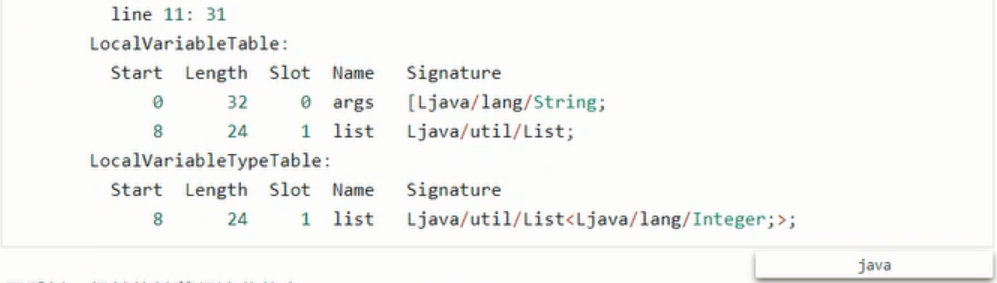 line 11: 31
LocalVariableTable:
Start Length Slot Name Signature
0 32 0 args [Ljava/lang/String;
8 24 1 list Ljava/util/List;
LocalVariableTypeTable:
Start Length Slot Name Signature
8 24 1 list Ljava/util/List<Ljava/lang/Integer;>;
java